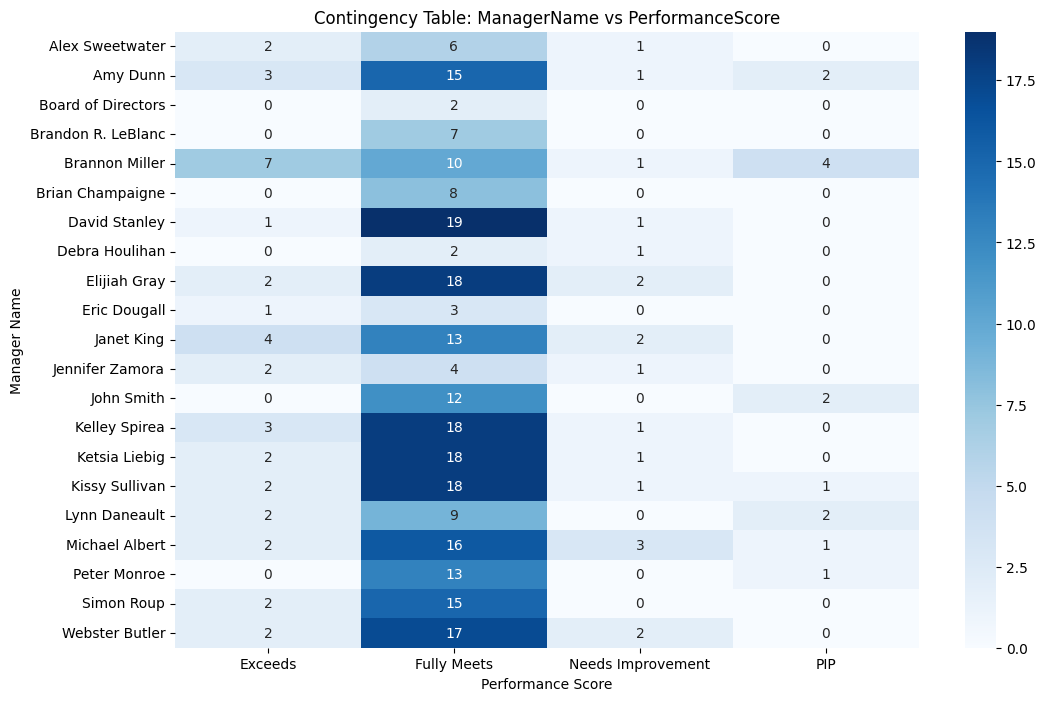 Contingency Table: ManagerName vs PerformanceScore
Manager Name
Alex Sweetwater 2 6 1 0
Amy Dunn 3 15 1 2
Board of Directors 0 2 0 0
Brandon R. LeBlanc 0 7 0 0
Brannon Miller 7 10 1 4
Brian Champaigne 0 8 0 0
David Stanley 1 19 1 0
Debra Houlihan 0 2 1 0
Elijiah Gray 2 18 2 0
Eric Dougall 1 3 0 0
Janet King 4 13 2 0
Jennifer Zamora 2 4 1 0
John Smith 0 12 0 2
Kelley Spirea 3 18 1 0
Ketsia Liebig 2 18 1 0
Kissy Sullivan 2 18 1 1
Lynn Daneault 2 9 0 2
Michael Albert 2 16 3 1
Peter Monroe 0 13 0 1
Simon Roup 2 15 0 0
Webster Butler 2 17 2 0
Exceeds Fully Meets Needs Improvement PIP
Performance Score
17.5
15.0
12.5
10.0
7.5
5.0
2.5
0.0